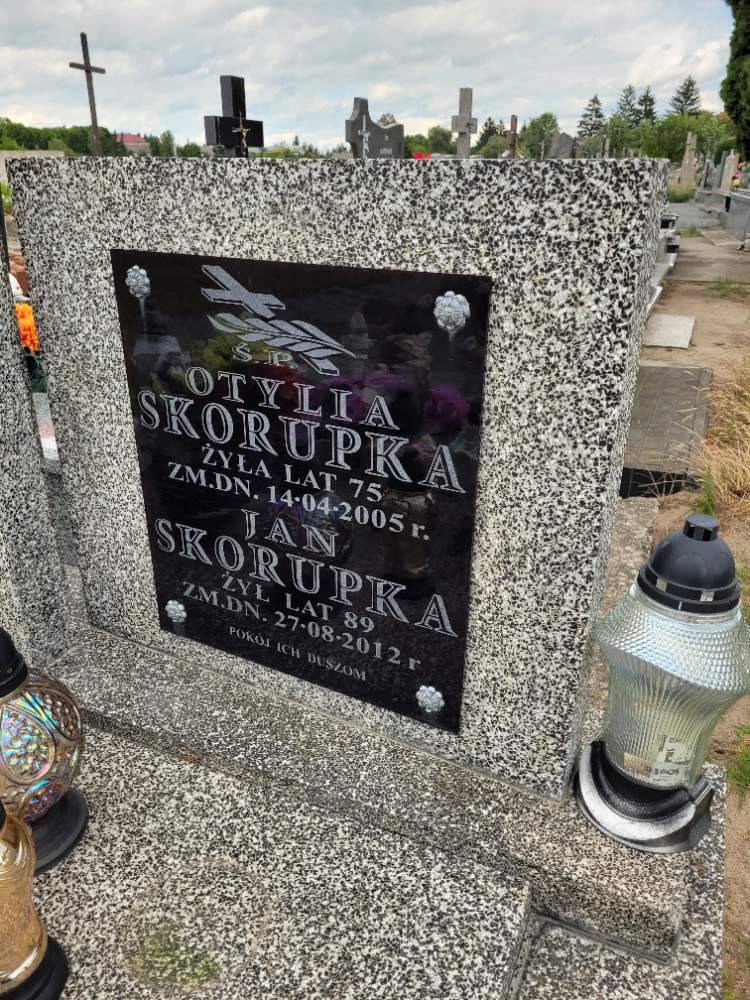 Ś.P.
OTYLIA
SKORUPKA
ŻYŁA LAT 75
ZM.DN. 14·04·2005 r.
JAN
SKORUPKA
ŻYŁ LAT 89
ZM.DN. 27·08·2012 r
POKÓJ ICH DUSZOM